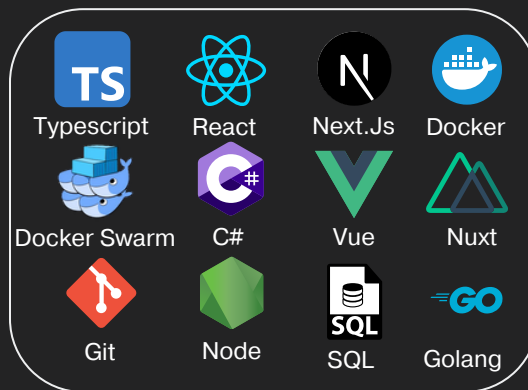 TS
Typescript
React
N
Next.Js
Docker
Docker Swarm
C#
C#
Vue
Nuxt
Git
Node
SQL
SQL
GO
Golang